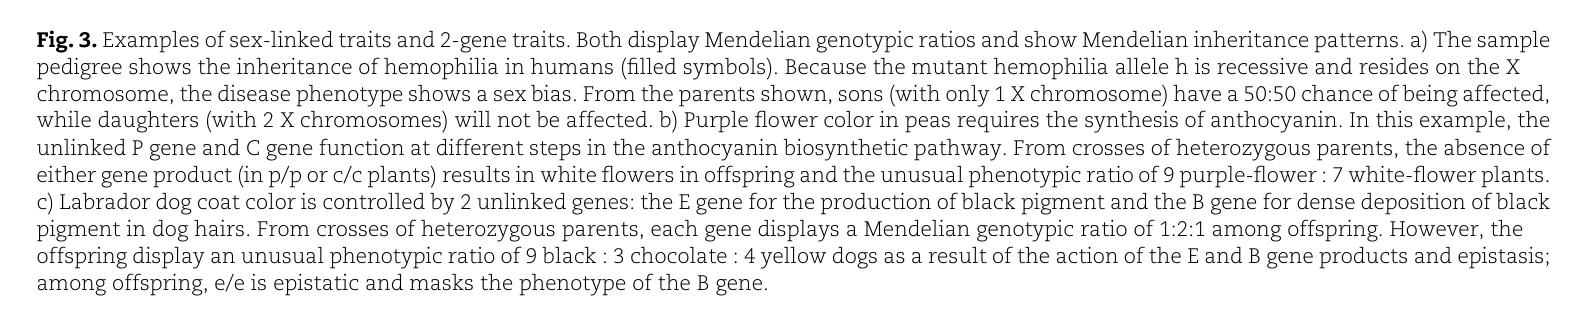 Fig. 3. Examples of sex-linked traits and 2-gene traits. Both display Mendelian genotypic ratios and show Mendelian inheritance patterns. a) The sample
pedigree shows the inheritance of hemophilia in humans (filled symbols). Because the mutant hemophilia allele h is recessive and resides on the X
chromosome, the disease phenotype shows a sex bias. From the parents shown, sons (with only 1 X chromosome) have a 50:50 chance of being affected,
while daughters (with 2 X chromosomes) will not be affected. b) Purple flower color in peas requires the synthesis of anthocyanin. In this example, the
unlinked P gene and C gene function at different steps in the anthocyanin biosynthetic pathway. From crosses of heterozygous parents, the absence of
either gene product (in p/p or c/c plants) results in white flowers in offspring and the unusual phenotypic ratio of 9 purple-flower : 7 white-flower plants.
c) Labrador dog coat color is controlled by 2 unlinked genes: the E gene for the production of black pigment and the B gene for dense deposition of black
pigment in dog hairs. From crosses of heterozygous parents, each gene displays a Mendelian genotypic ratio of 1:2:1 among offspring. However, the
offspring display an unusual phenotypic ratio of 9 black : 3 chocolate : 4 yellow dogs as a result of the action of the E and B gene products and epistasis;
among offspring, e/e is epistatic and masks the phenotype of the B gene.